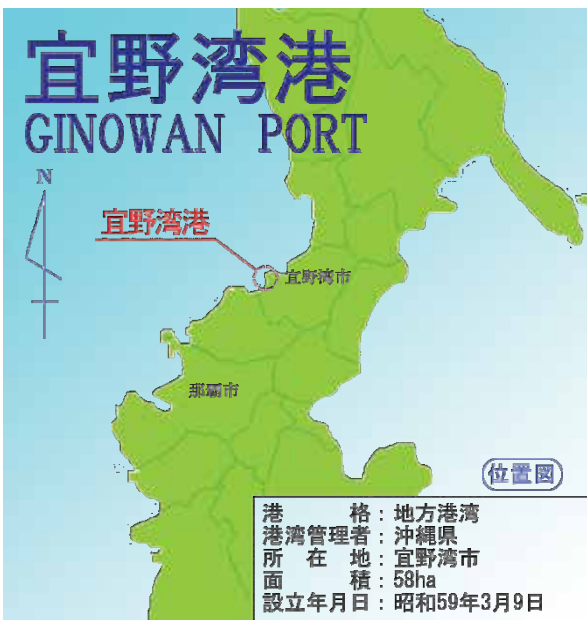 宜野湾港
GINOWAN PORT
N
宜野湾港
宜野湾市
那覇市
位置図
港格：地方港湾
港湾管理者：沖縄県
所在地：宜野湾市
面積：58ha
設立年月日：昭和59年3月9日